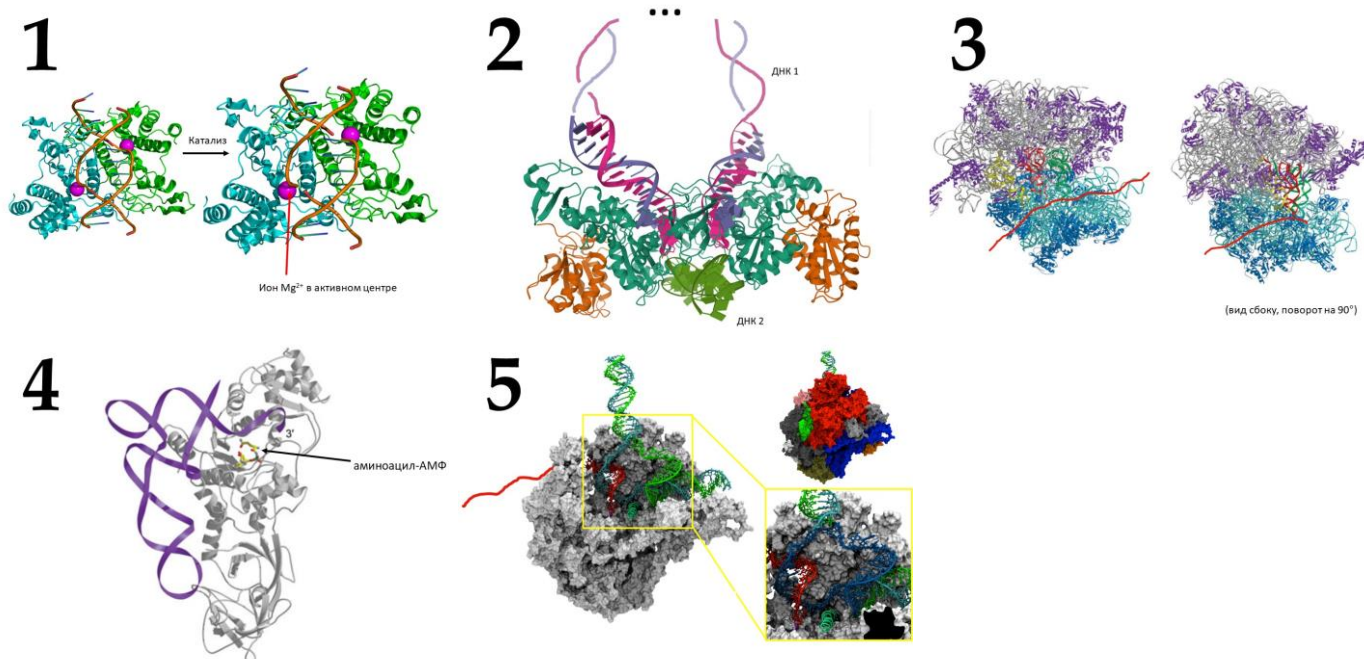 1
Катализ
Ион Mg²⁺ в активном центре
2
...
ДНК 1
ДНК 2
3
(вид сбоку, поворот на 90°)
4
3′
аминоацил-АМФ
5